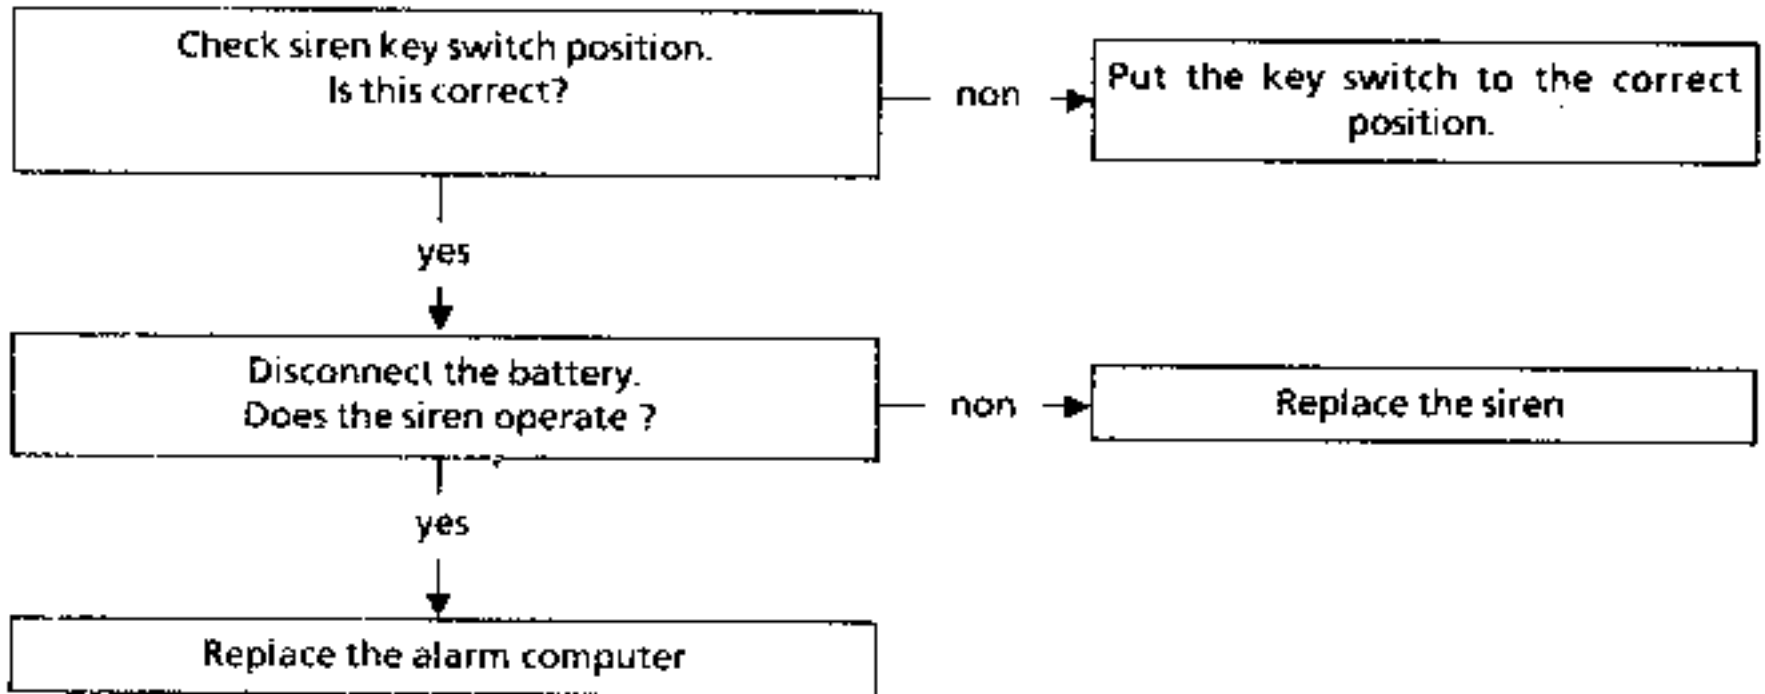 Check siren key switch position.
Is this correct?
non
Put the key switch to the correct
position.
yes
Disconnect the battery.
Does the siren operate ?
non
Replace the siren
yes
Replace the alarm computer